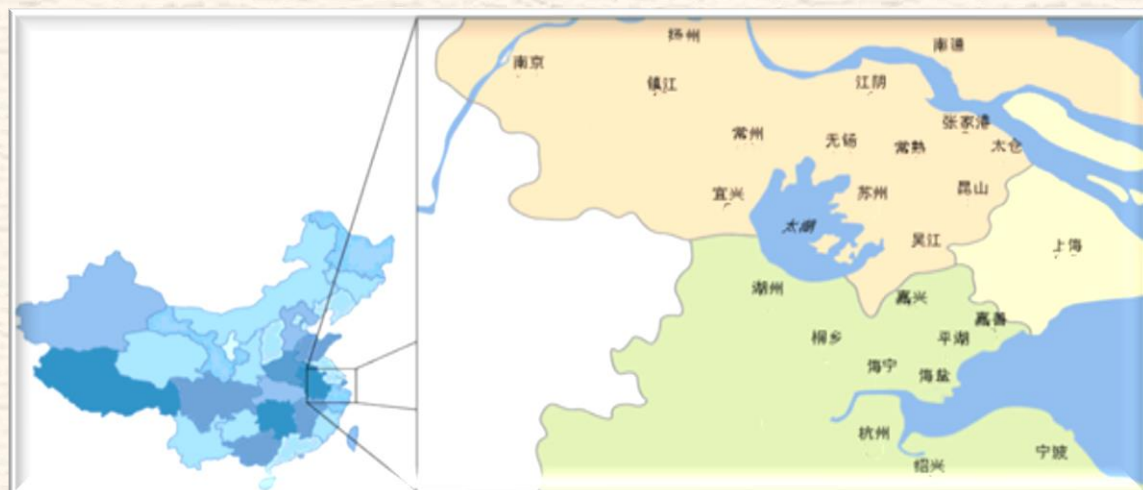 扬州
南通
南京
镇江
江阴
张家港
常州
无锡
常熟
太仓
宜兴
苏州
昆山
太湖
吴江
上海
湖州
嘉兴
嘉善
桐乡
平湖
海宁
海盐
杭州
宁波
绍兴